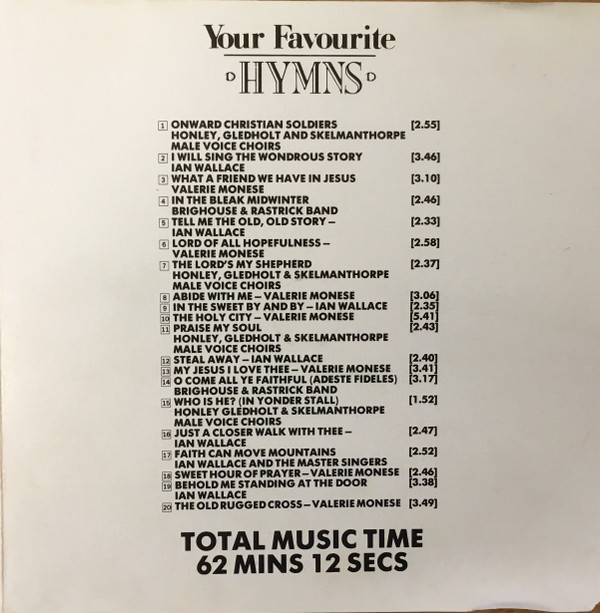 Your Favourite
D HYMNS D
1 ONWARD CHRISTIAN SOLDIERS [2.55]
HONLEY, GLEDHOLT AND SKELMANTHORPE
MALE VOICE CHOIRS
2 I WILL SING THE WONDROUS STORY [3.46]
IAN WALLACE
3 WHAT A FRIEND WE HAVE IN JESUS [3.10]
VALERIE MONESE
4 IN THE BLEAK MIDWINTER [2.46]
BRIGHOUSE & RASTRICK BAND
5 TELL ME THE OLD, OLD STORY – [2.33]
IAN WALLACE
6 LORD OF ALL HOPEFULNESS – [2.58]
VALERIE MONESE
7 THE LORD'S MY SHEPHERD [2.37]
HONLEY, GLEDHOLT & SKELMANTHORPE
MALE VOICE CHOIRS
8 ABIDE WITH ME – VALERIE MONESE [3.06]
9 IN THE SWEET BY AND BY – IAN WALLACE [2.35]
10 THE HOLY CITY – VALERIE MONESE [5.41]
11 PRAISE MY SOUL [2.43]
HONLEY, GLEDHOLT & SKELMANTHORPE
MALE VOICE CHOIRS
12 STEAL AWAY – IAN WALLACE [2.40]
13 MY JESUS I LOVE THEE – VALERIE MONESE [3.41]
14 O COME ALL YE FAITHFUL (ADESTE FIDELES) [3.17]
BRIGHOUSE & RASTRICK BAND
15 WHO IS HE? (IN YONDER STALL) [1.52]
HONLEY GLEDHOLT & SKELMANTHORPE
MALE VOICE CHOIRS
16 JUST A CLOSER WALK WITH THEE – [2.47]
IAN WALLACE
17 FAITH CAN MOVE MOUNTAINS [2.52]
IAN WALLACE AND THE MASTER SINGERS
18 SWEET HOUR OF PRAYER – VALERIE MONESE [2.46]
19 BEHOLD ME STANDING AT THE DOOR [3.38]
IAN WALLACE
20 THE OLD RUGGED CROSS – VALERIE MONESE [3.49]
TOTAL MUSIC TIME
62 MINS 12 SECS